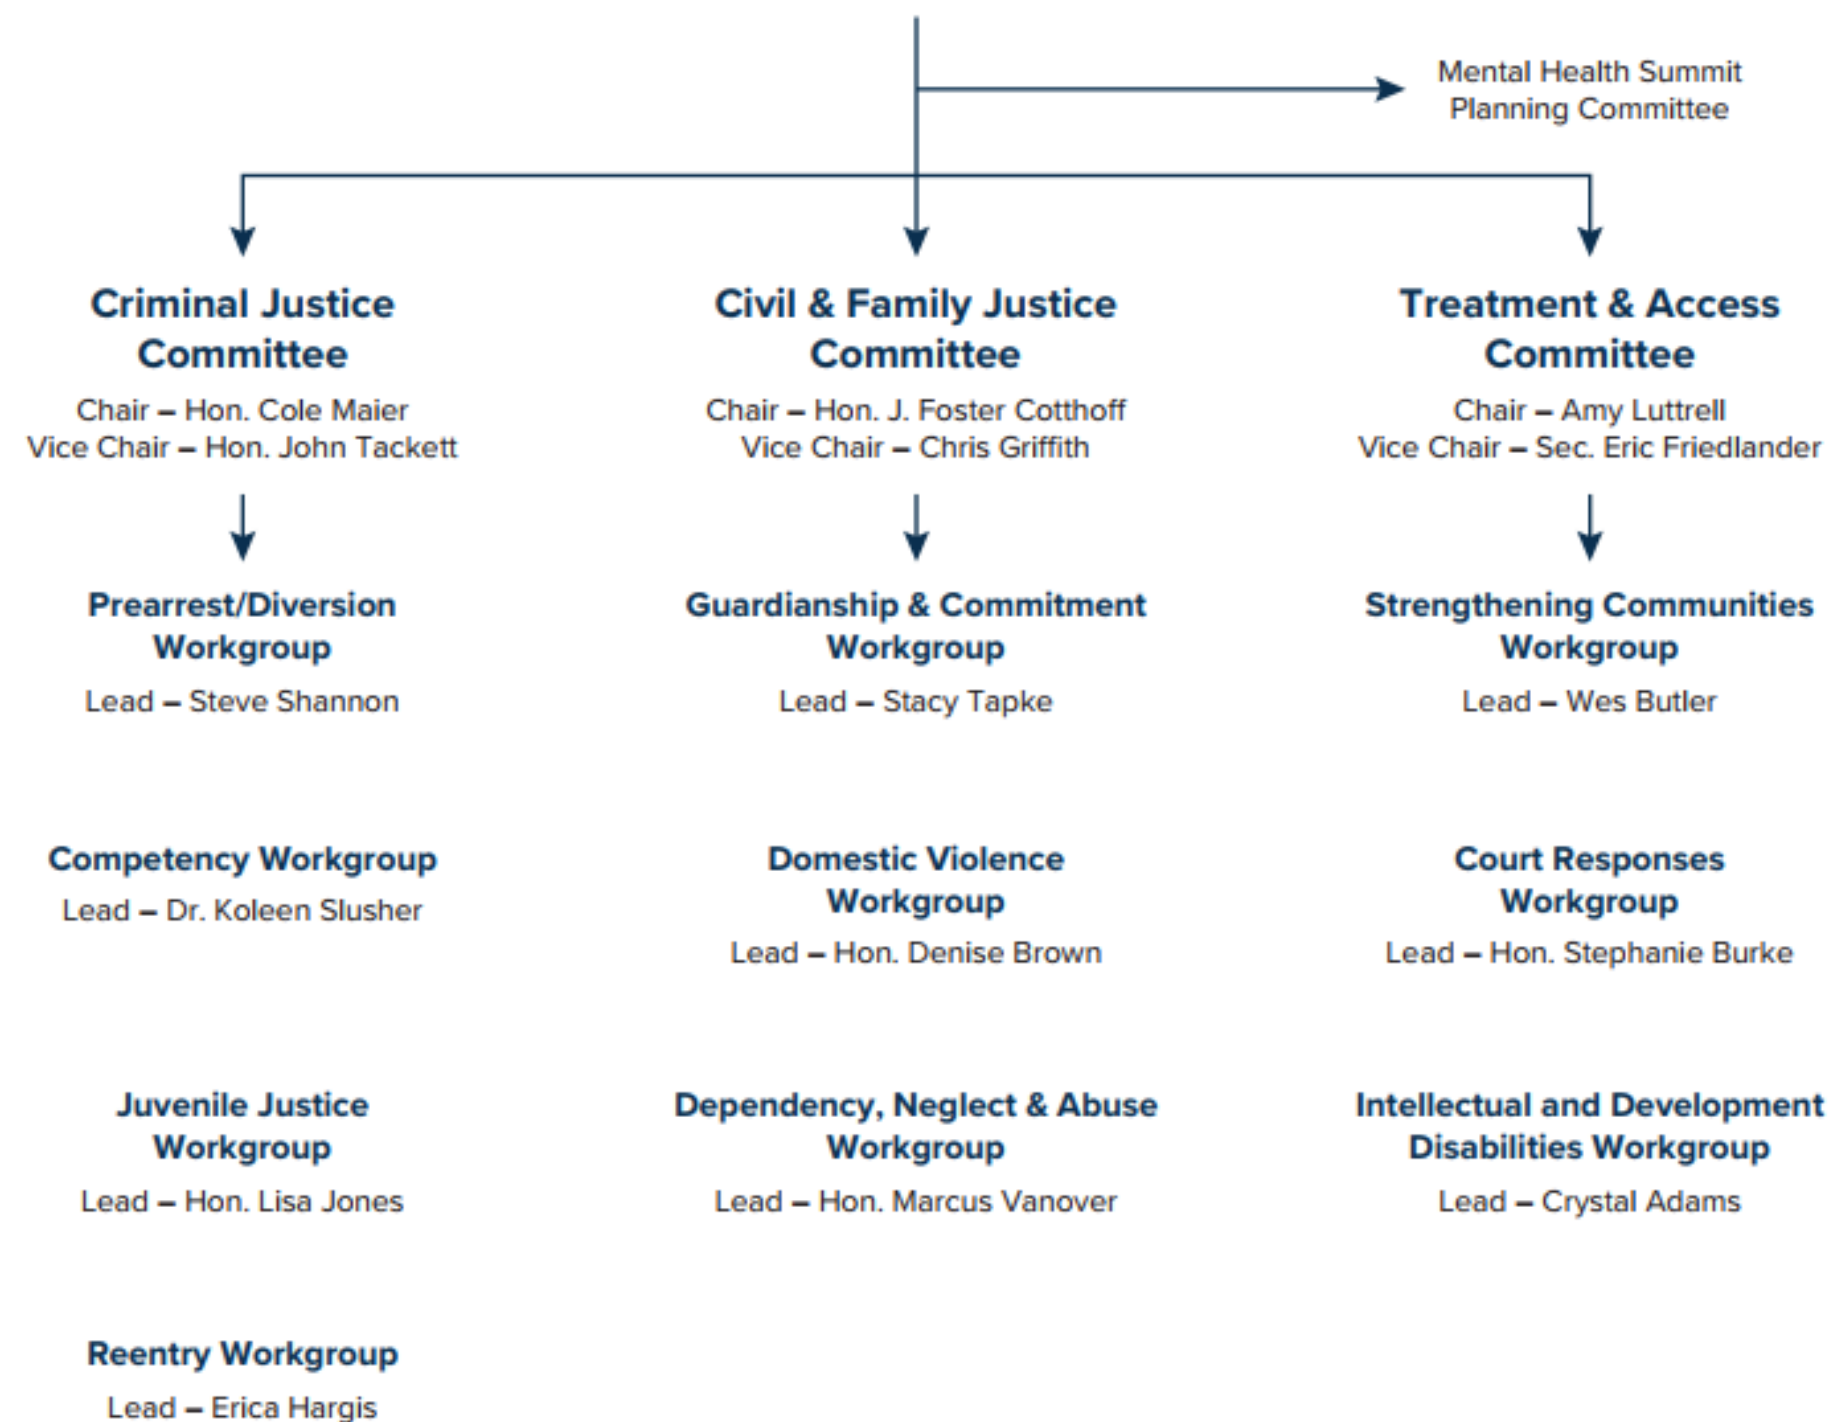 Mental Health Summit
Planning Committee
Criminal Justice
Committee
Chair – Hon. Cole Maier
Vice Chair – Hon. John Tackett
Prearrest/Diversion
Workgroup
Lead – Steve Shannon
Competency Workgroup
Lead – Dr. Koleen Slusher
Juvenile Justice
Workgroup
Lead – Hon. Lisa Jones
Reentry Workgroup
Lead – Erica Hargis
Civil & Family Justice
Committee
Chair – Hon. J. Foster Cotthoff
Vice Chair – Chris Griffith
Guardianship & Commitment
Workgroup
Lead – Stacy Tapke
Domestic Violence
Workgroup
Lead – Hon. Denise Brown
Dependency, Neglect & Abuse
Workgroup
Lead – Hon. Marcus Vanover
Treatment & Access
Committee
Chair – Amy Luttrell
Vice Chair – Sec. Eric Friedlander
Strengthening Communities
Workgroup
Lead – Wes Butler
Court Responses
Workgroup
Lead – Hon. Stephanie Burke
Intellectual and Development
Disabilities Workgroup
Lead – Crystal Adams